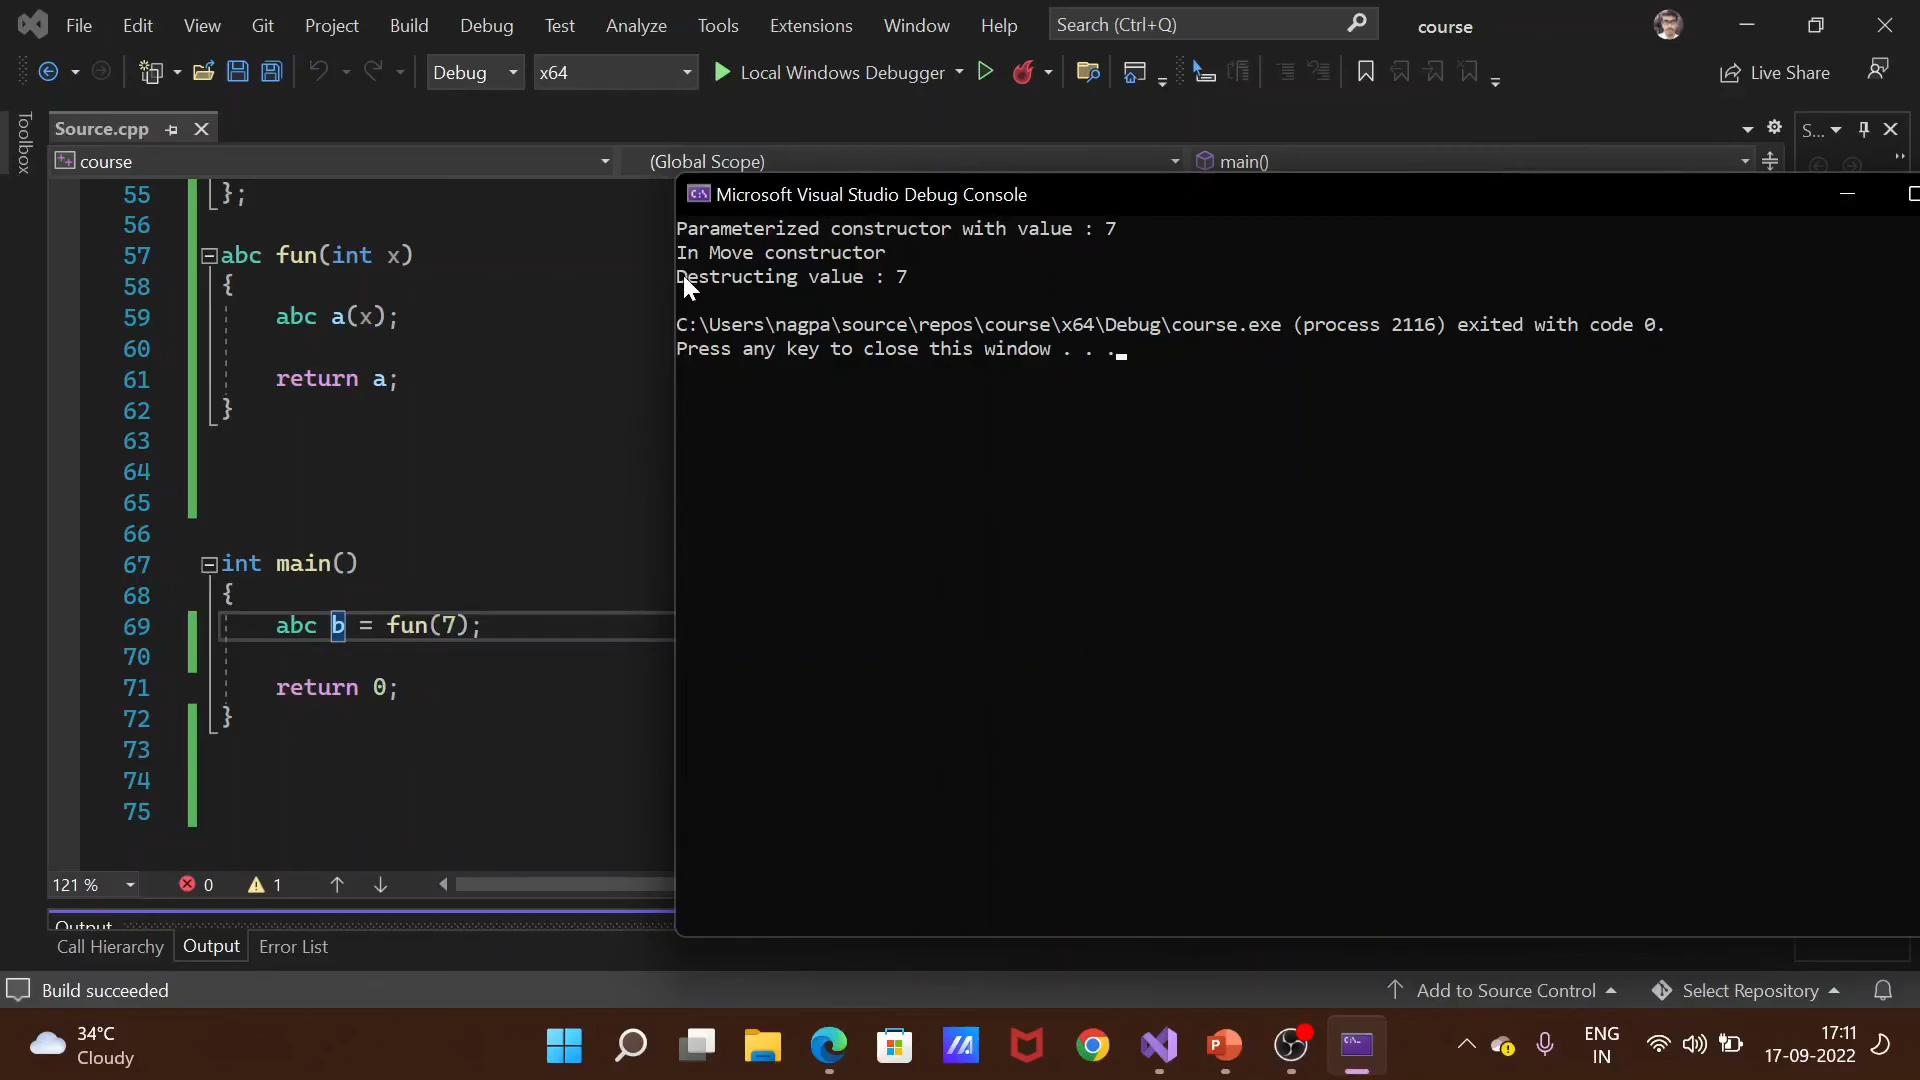 File Edit View Git Project Build Debug Test Analyze Tools Extensions Window Help Search (Ctrl+Q) course
Debug x64 Local Windows Debugger Live Share
Toolbox
Source.cpp S...
course (Global Scope) main()
55 };
56
57 abc fun(int x)
58 {
59 abc a(x);
60
61 return a;
62 }
63
64
65
66
67 int main()
68 {
69 abc b = fun(7);
70
71 return 0;
72 }
73
74
75
Microsoft Visual Studio Debug Console
Parameterized constructor with value : 7
In Move constructor
Destructing value : 7
C:\Users\nagpa\source\repos\course\x64\Debug\course.exe (process 2116) exited with code 0.
Press any key to close this window . . .
121 % 0 1
Output
Call Hierarchy Output Error List
Build succeeded Add to Source Control Select Repository
34°C
Cloudy
ENG
IN
17:11
17-09-2022